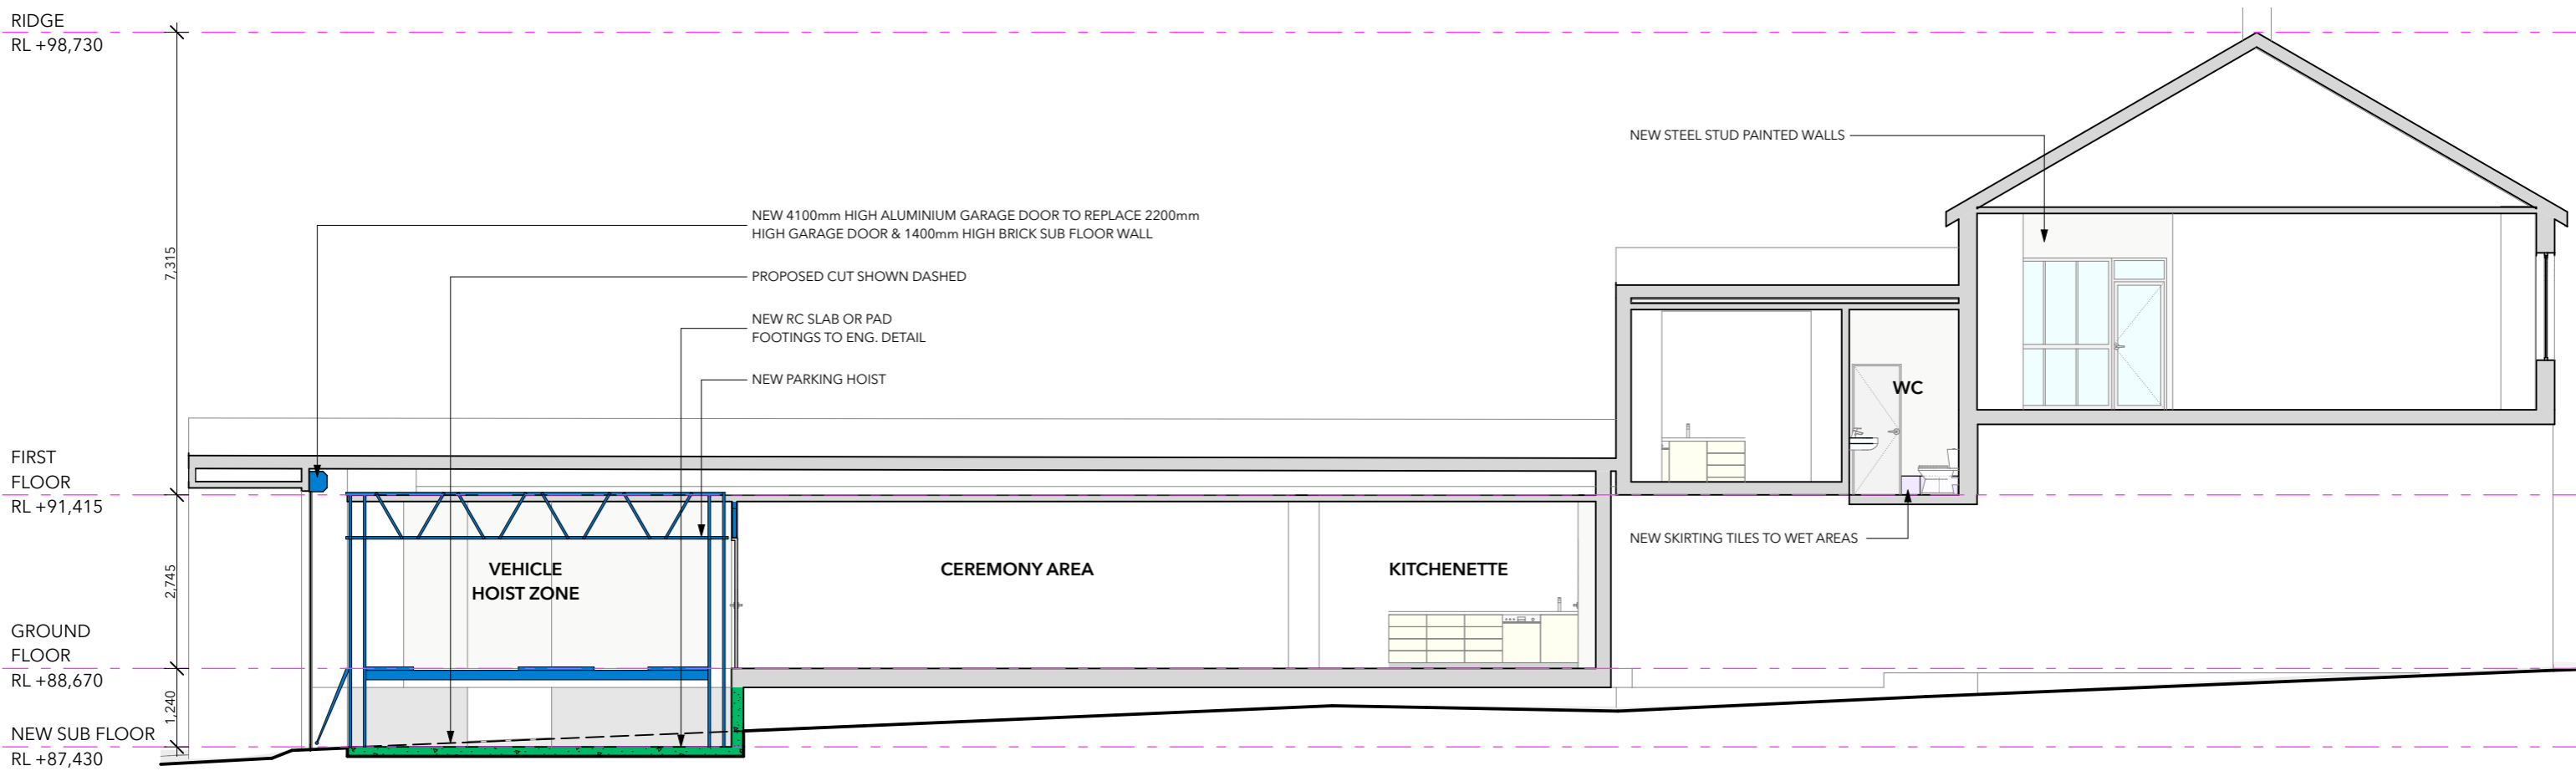 RIDGE
RL +98,730
7,315
NEW STEEL STUD PAINTED WALLS
NEW 4100mm HIGH ALUMINIUM GARAGE DOOR TO REPLACE 2200mm
HIGH GARAGE DOOR & 1400mm HIGH BRICK SUB FLOOR WALL
PROPOSED CUT SHOWN DASHED
NEW RC SLAB OR PAD
FOOTINGS TO ENG. DETAIL
NEW PARKING HOIST
WC
FIRST
FLOOR
RL +91,415
NEW SKIRTING TILES TO WET AREAS
2,745
VEHICLE
HOIST ZONE
CEREMONY AREA
KITCHENETTE
GROUND
FLOOR
RL +88,670
1,240
NEW SUB FLOOR
RL +87,430